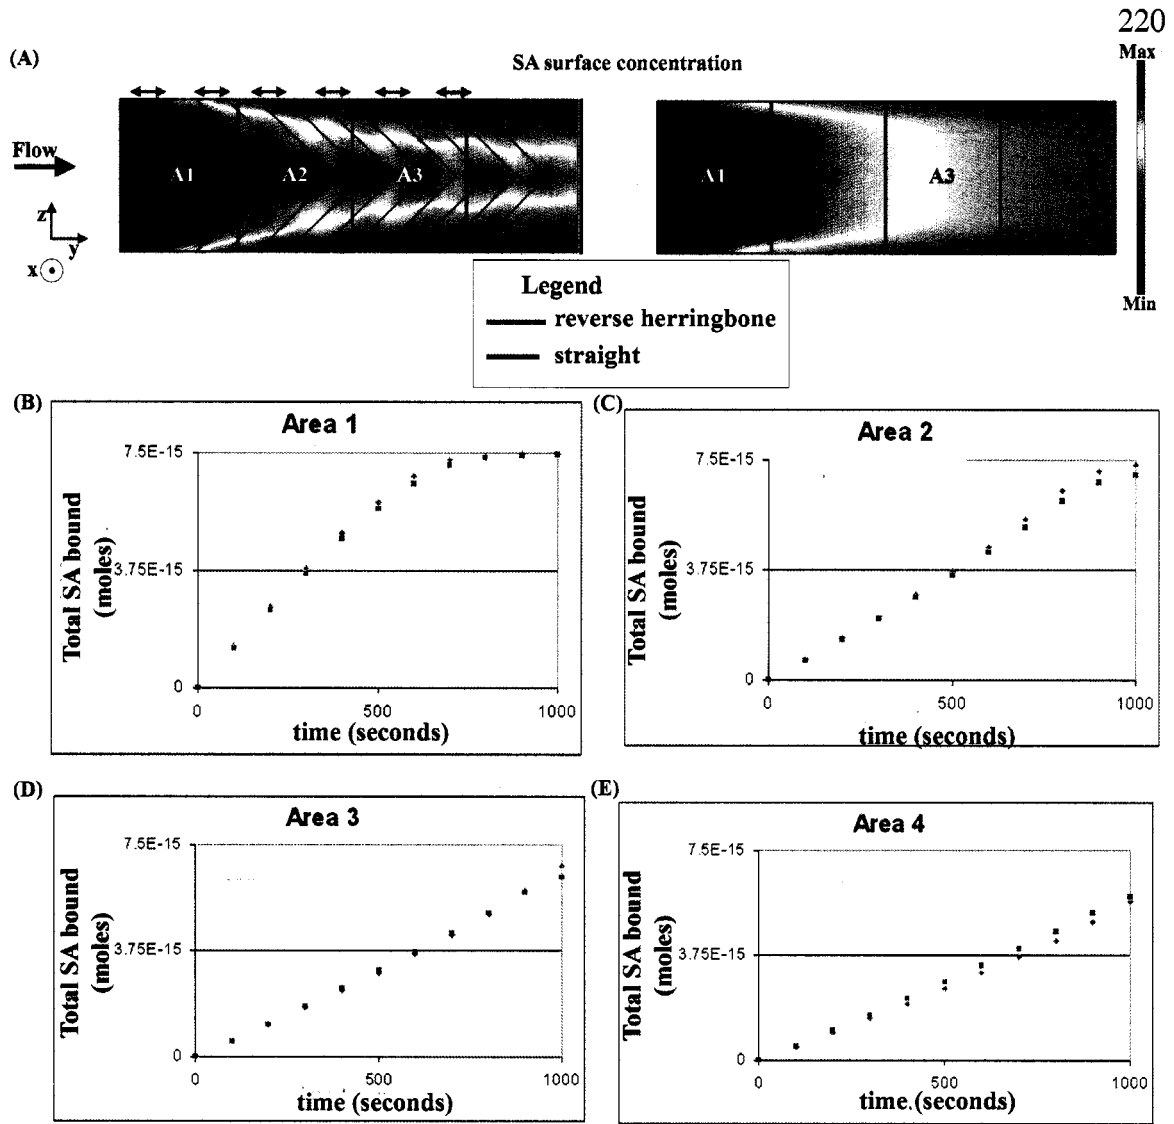 220
(A)
SA surface concentration
Max
Flow
A1
A2
A3
A1
A3
z
y
x
Min
Legend
reverse herringbone
straight
(B)
Area 1
7.5E-15
3.75E-15
0
0
500
1000
Total SA bound
(moles)
time (seconds)
(C)
Area 2
7.5E-15
3.75E-15
0
0
500
1000
Total SA bound
(moles)
time (seconds)
(D)
Area 3
7.5E-15
3.75E-15
0
0
500
1000
Total SA bound
(moles)
time (seconds)
(E)
Area 4
7.5E-15
3.75E-15
0
0
500
1000
Total SA bound
(moles)
time (seconds)